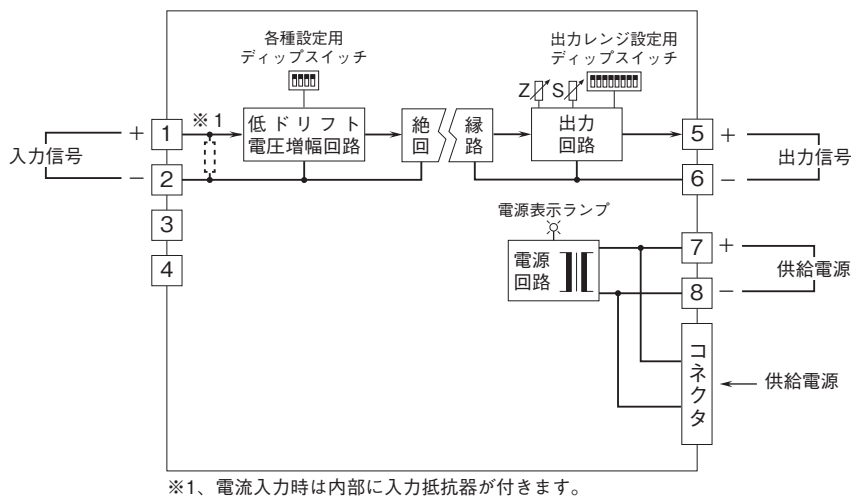 各種設定用
ディップスイッチ
出力レンジ設定用
ディップスイッチ
Z
S
※1
+
1
低ドリフト
電圧増幅回路
絶
回
縁
路
出力
回路
5
+
入力信号
出力信号
−
2
6
−
3
4
電源表示ランプ
電源
回路
7
+
供給電源
8
−
コネクタ
供給電源
※1、電流入力時は内部に入力抵抗器が付きます。